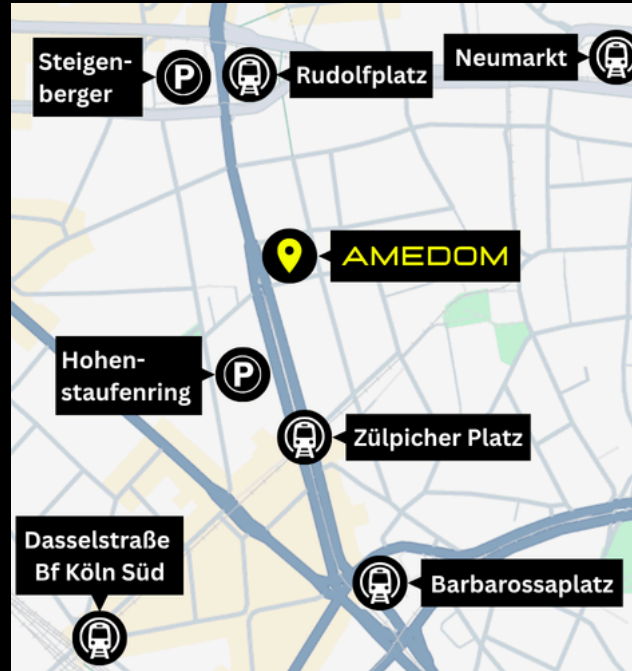 Steigen-
berger
P
Rudolfplatz
Neumarkt
AMEDOM
Hohen-
staufenring
P
Zülpicher Platz
Dasselstraße
Bf Köln Süd
Barbarossaplatz